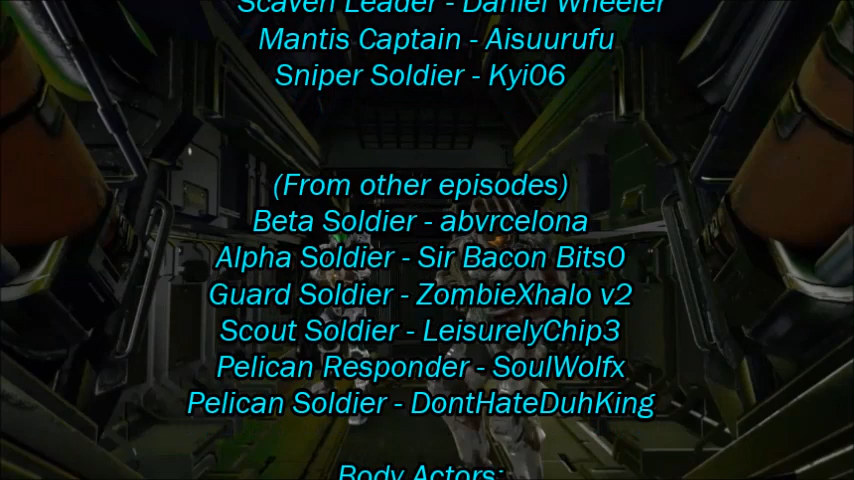 Scaven Leader - Daniel Wheeler
Mantis Captain - Aisuurufu
Sniper Soldier - Kyi06
(From other episodes)
Beta Soldier - abvrcelona
Alpha Soldier - Sir Bacon Bits0
Guard Soldier - ZombieXhalo v2
Scout Soldier - LeisurelyChip3
Pelican Responder - SoulWolfx
Pelican Soldier - DontHateDuhKing
Body Actors: